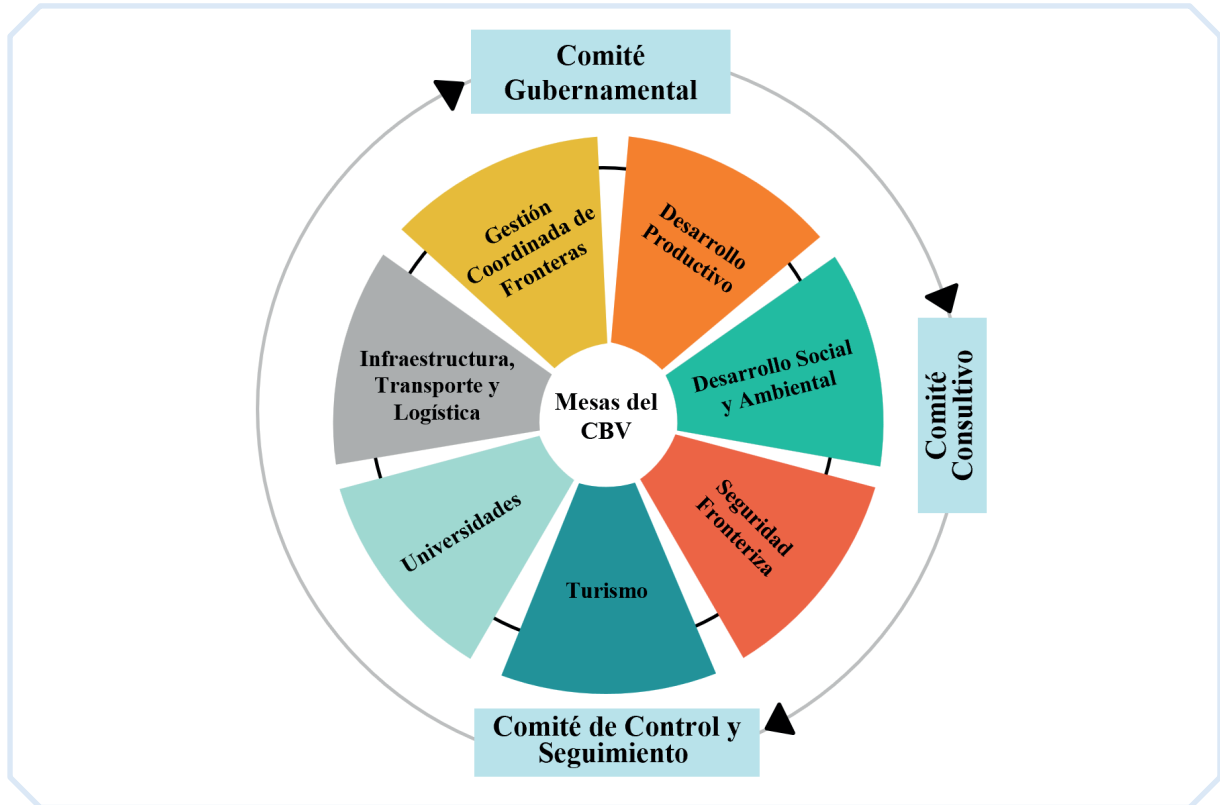 Comité
Gubernamental
Gestión
Coordinada de
Fronteras
Desarrollo
Productivo
Infraestructura,
Transporte y
Logística
Mesas del
CBV
Desarrollo Social
y Ambiental
Comité
Consultivo
Universidades
Turismo
Seguridad
Fronteriza
Comité de Control y
Seguimiento